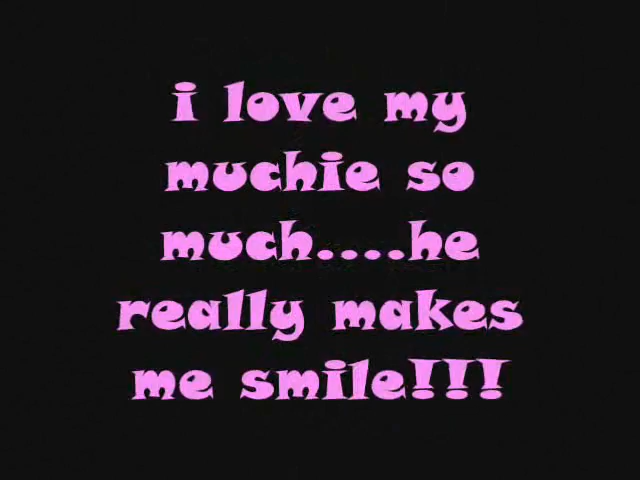 i love my
muchie so
much....he
really makes
me smile!!!